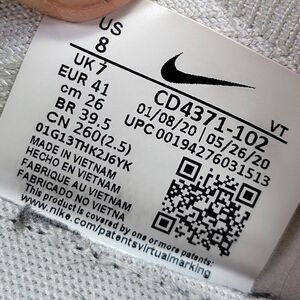 US
8
UK 7
EUR 41
cm 26
BR 39.5
CN 260(2.5)
01G13THK2J6YK
MADE IN VIETNAM
HECHO EN VIETNAM
FABRIQUE AU VIETNAM
FABRICADO NO VIETNA
This product is covered by one or more patents:
www.nike.com/patentsvirtualmarking
CD4371-102
VT
01/08/20 05/26/20
UPC 00194276031513